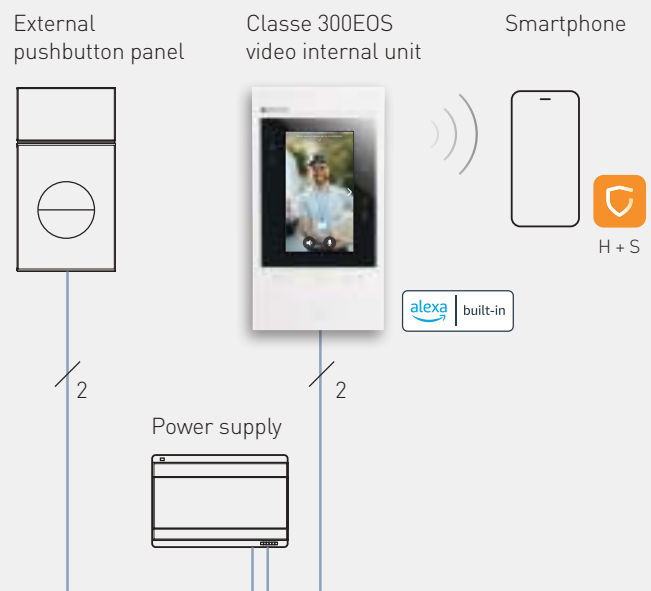 External
pushbutton panel
Classe 300EOS
video internal unit
Smartphone
H + S
alexa | built-in
2
2
Power supply